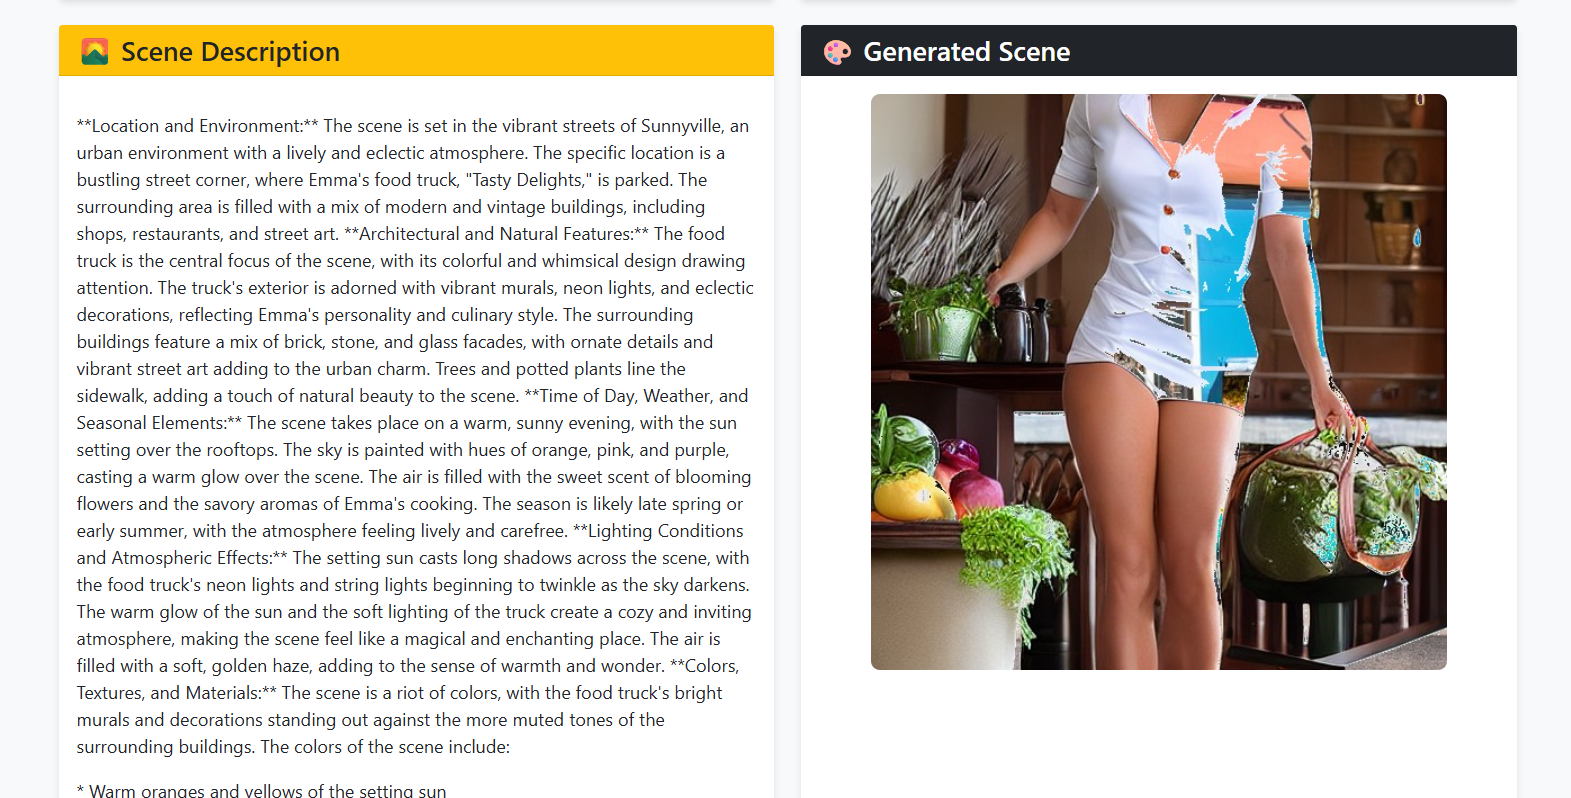 Scene Description
**Location and Environment:** The scene is set in the vibrant streets of Sunnyville, an
urban environment with a lively and eclectic atmosphere. The specific location is a
bustling street corner, where Emma's food truck, "Tasty Delights," is parked. The
surrounding area is filled with a mix of modern and vintage buildings, including
shops, restaurants, and street art. **Architectural and Natural Features:** The food
truck is the central focus of the scene, with its colorful and whimsical design drawing
attention. The truck's exterior is adorned with vibrant murals, neon lights, and eclectic
decorations, reflecting Emma's personality and culinary style. The surrounding
buildings feature a mix of brick, stone, and glass facades, with ornate details and
vibrant street art adding to the urban charm. Trees and potted plants line the
sidewalk, adding a touch of natural beauty to the scene. **Time of Day, Weather, and
Seasonal Elements:** The scene takes place on a warm, sunny evening, with the sun
setting over the rooftops. The sky is painted with hues of orange, pink, and purple,
casting a warm glow over the scene. The air is filled with the sweet scent of blooming
flowers and the savory aromas of Emma's cooking. The season is likely late spring or
early summer, with the atmosphere feeling lively and carefree. **Lighting Conditions
and Atmospheric Effects:** The setting sun casts long shadows across the scene, with
the food truck's neon lights and string lights beginning to twinkle as the sky darkens.
The warm glow of the sun and the soft lighting of the truck create a cozy and inviting
atmosphere, making the scene feel like a magical and enchanting place. The air is
filled with a soft, golden haze, adding to the sense of warmth and wonder. **Colors,
Textures, and Materials:** The scene is a riot of colors, with the food truck's bright
murals and decorations standing out against the more muted tones of the
surrounding buildings. The colors of the scene include:
* Warm oranges and yellows of the setting sun
Generated Scene